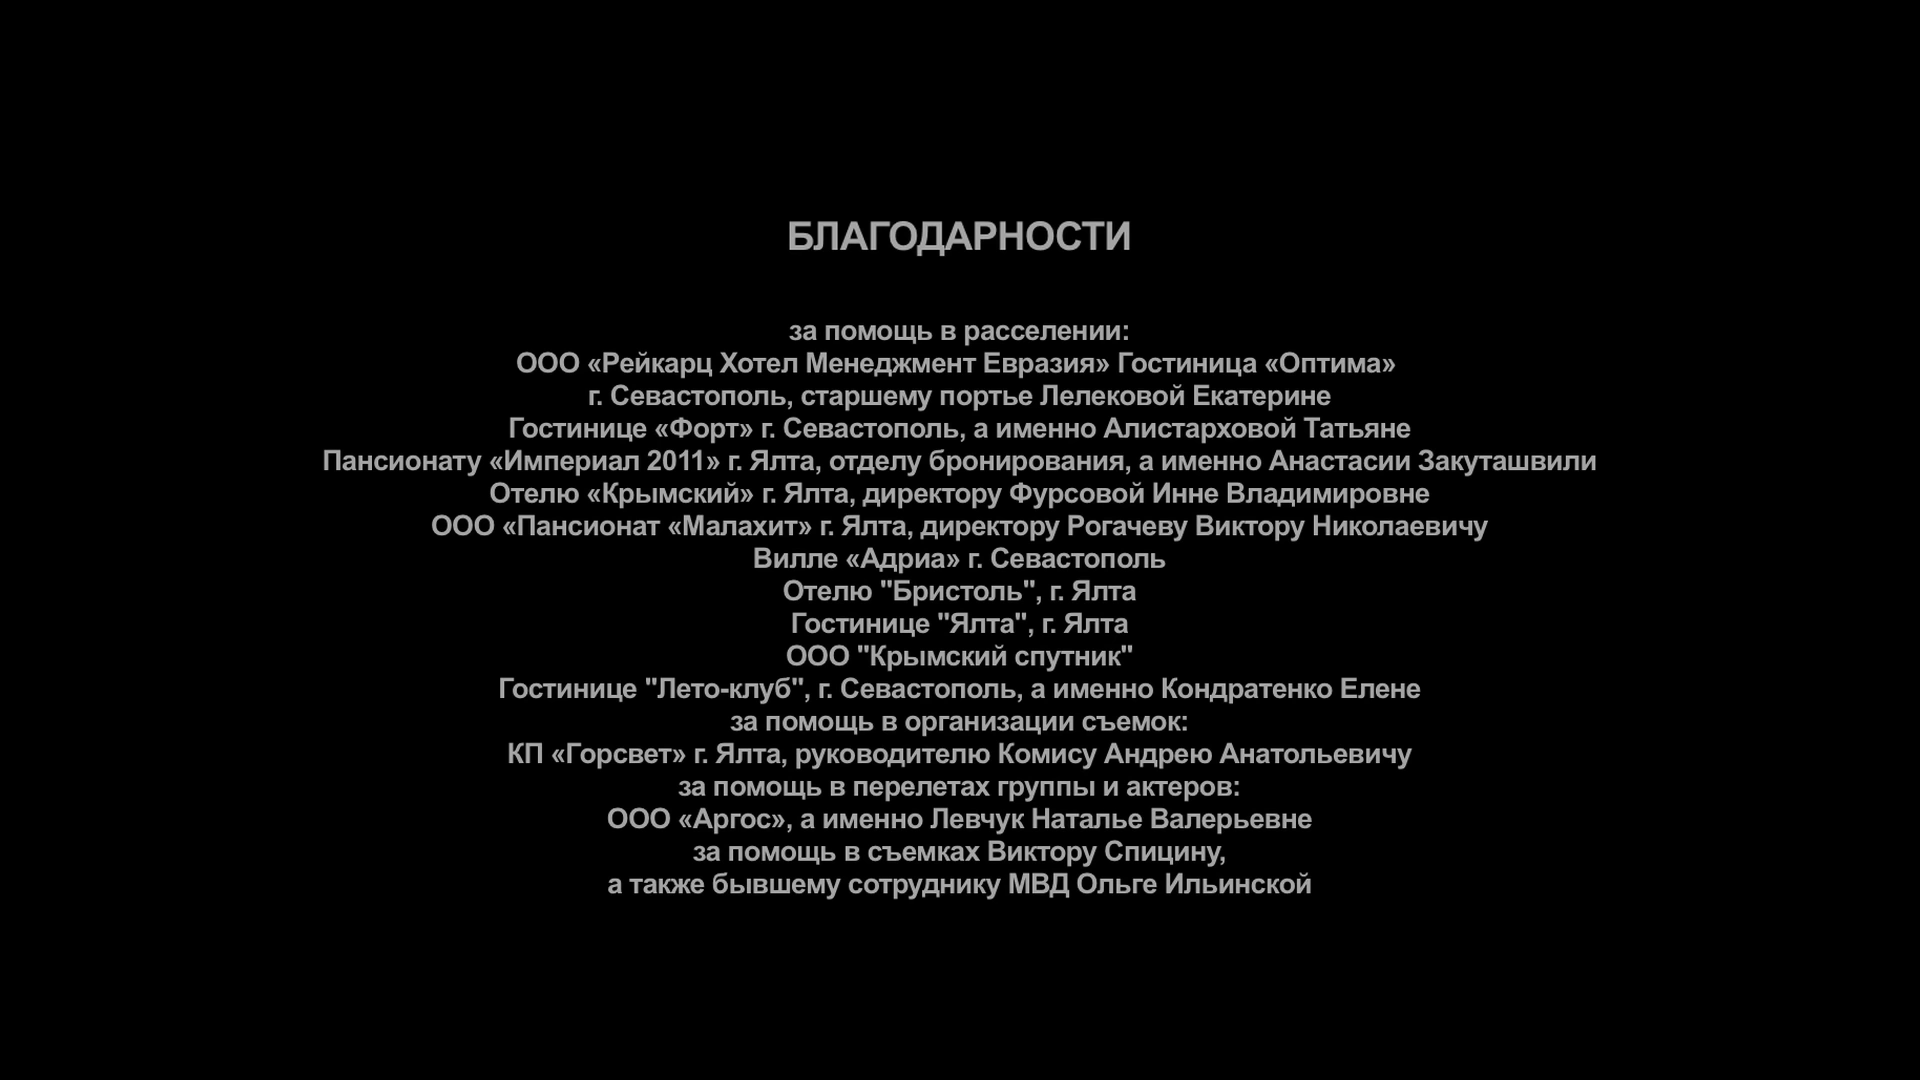 БЛАГОДАРНОСТИ
за помощь в расселении:
ООО «Рейкарц Хотел Менеджмент Евразия» Гостиница «Оптима»
г. Севастополь, старшему портье Лелековой Екатерине
Гостинице «Форт» г. Севастополь, а именно Алистарховой Татьяне
Пансионату «Империал 2011» г. Ялта, отделу бронирования, а именно Анастасии Закуташвили
Отелю «Крымский» г. Ялта, директору Фурсовой Инне Владимировне
ООО «Пансионат «Малахит» г. Ялта, директору Рогачеву Виктору Николаевичу
Вилле «Адриа» г. Севастополь
Отелю "Бристоль", г. Ялта
Гостинице "Ялта", г. Ялта
ООО "Крымский спутник"
Гостинице "Лето-клуб", г. Севастополь, а именно Кондратенко Елене
за помощь в организации съемок:
КП «Горсвет» г. Ялта, руководителю Комису Андрею Анатольевичу
за помощь в перелетах группы и актеров:
ООО «Аргос», а именно Левчук Наталье Валерьевне
за помощь в съемках Виктору Спицину,
а также бывшему сотруднику МВД Ольге Ильинской